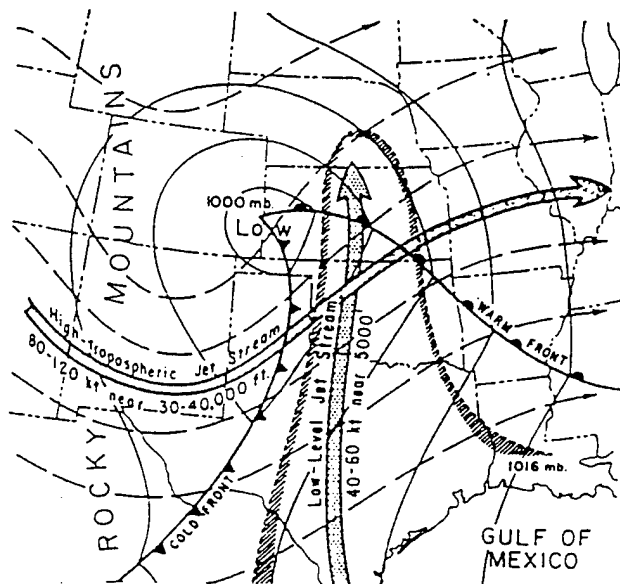 ROCKY MOUNTAINS
1000 mb.
Low
High-tropospheric Jet Stream
80-120 kt near 30-40,000 ft.
Low-Level Jet Stream
40-60 kt near 5000
WARM FRONT
COLD FRONT
1016 mb.
GULF OF
MEXICO